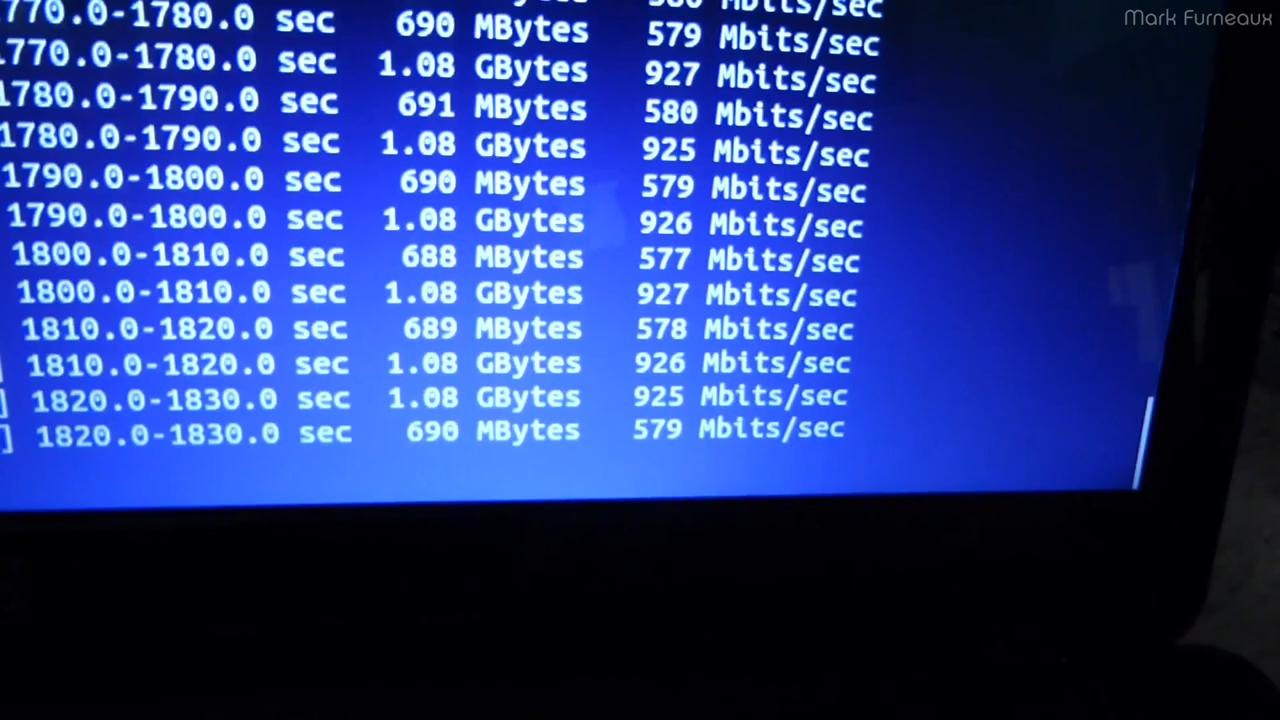 Mark Furneaux
Mbits/sec
770.0-1780.0 sec 690 MBytes 579 Mbits/sec
1770.0-1780.0 sec 1.08 GBytes 927 Mbits/sec
1780.0-1790.0 sec 691 MBytes 580 Mbits/sec
1780.0-1790.0 sec 1.08 GBytes 925 Mbits/sec
1790.0-1800.0 sec 690 MBytes 579 Mbits/sec
1790.0-1800.0 sec 1.08 GBytes 926 Mbits/sec
1800.0-1810.0 sec 688 MBytes 577 Mbits/sec
1800.0-1810.0 sec 1.08 GBytes 927 Mbits/sec
1810.0-1820.0 sec 689 MBytes 578 Mbits/sec
] 1810.0-1820.0 sec 1.08 GBytes 926 Mbits/sec
] 1820.0-1830.0 sec 1.08 GBytes 925 Mbits/sec
] 1820.0-1830.0 sec 690 MBytes 579 Mbits/sec